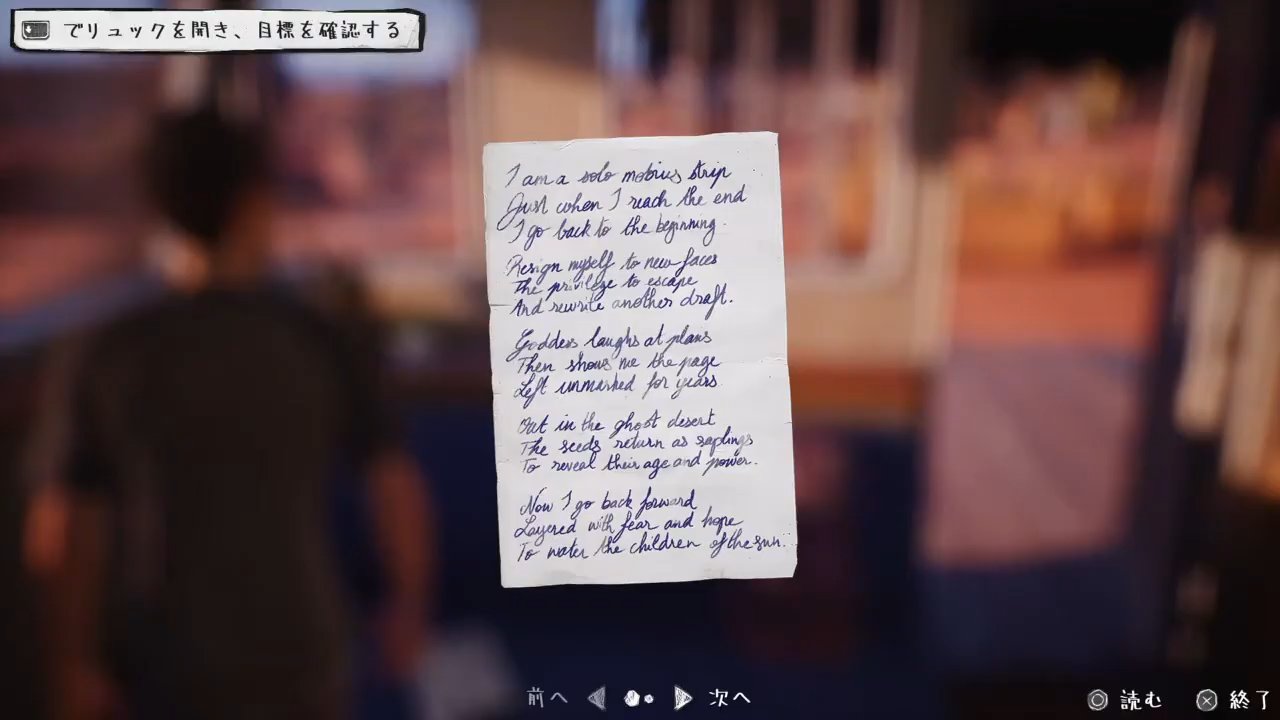 でリュックを開き、目標を確認する
I am a solo mobius strip
Just when I reach the end
I go back to the beginning.
Resign myself to new faces
The privilege to escape
And rewrite another draft.
Goddess laughs at plans
Then shows me the page
Left unmarked for years.
Out in the ghost desert
The seeds return as saplings
To reveal their age and power.
Now I go back forward
Layered with fear and hope
To water the children of the sun.
前へ 次へ
読む 終了